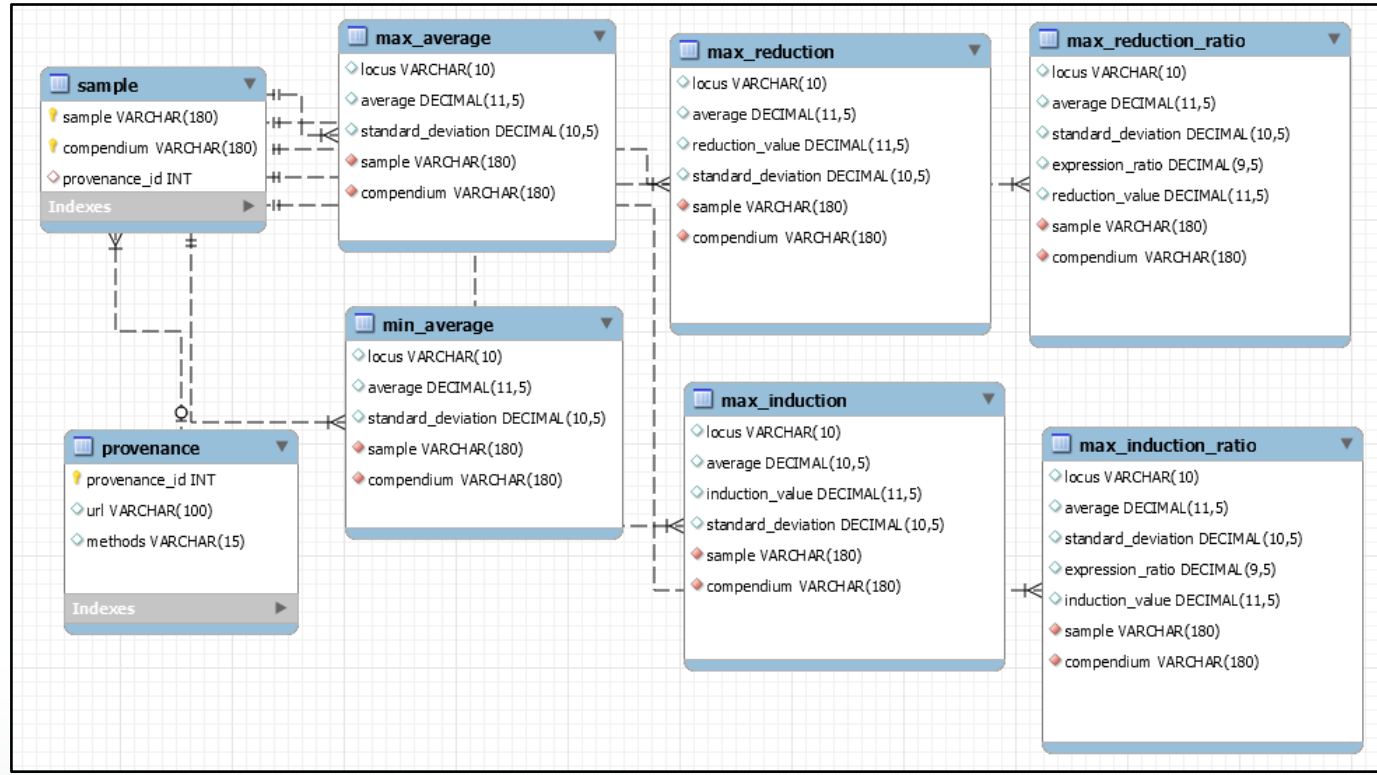 sample
sample VARCHAR(180)
compendium VARCHAR(180)
provenance_id INT
Indexes
max_average
locus VARCHAR(10)
average DECIMAL(11,5)
standard_deviation DECIMAL(10,5)
sample VARCHAR(180)
compendium VARCHAR(180)
max_reduction
locus VARCHAR(10)
average DECIMAL(11,5)
reduction_value DECIMAL(11,5)
standard_deviation DECIMAL(10,5)
sample VARCHAR(180)
compendium VARCHAR(180)
max_reduction_ratio
locus VARCHAR(10)
average DECIMAL(11,5)
standard_deviation DECIMAL(10,5)
expression_ratio DECIMAL(9,5)
reduction_value DECIMAL(11,5)
sample VARCHAR(180)
compendium VARCHAR(180)
provenance
provenance_id INT
url VARCHAR(100)
methods VARCHAR(15)
Indexes
min_average
locus VARCHAR(10)
average DECIMAL(11,5)
standard_deviation DECIMAL(10,5)
sample VARCHAR(180)
compendium VARCHAR(180)
max_induction
locus VARCHAR(10)
average DECIMAL(10,5)
induction_value DECIMAL(11,5)
standard_deviation DECIMAL(10,5)
sample VARCHAR(180)
compendium VARCHAR(180)
max_induction_ratio
locus VARCHAR(10)
average DECIMAL(11,5)
standard_deviation DECIMAL(10,5)
expression_ratio DECIMAL(9,5)
induction_value DECIMAL(11,5)
sample VARCHAR(180)
compendium VARCHAR(180)